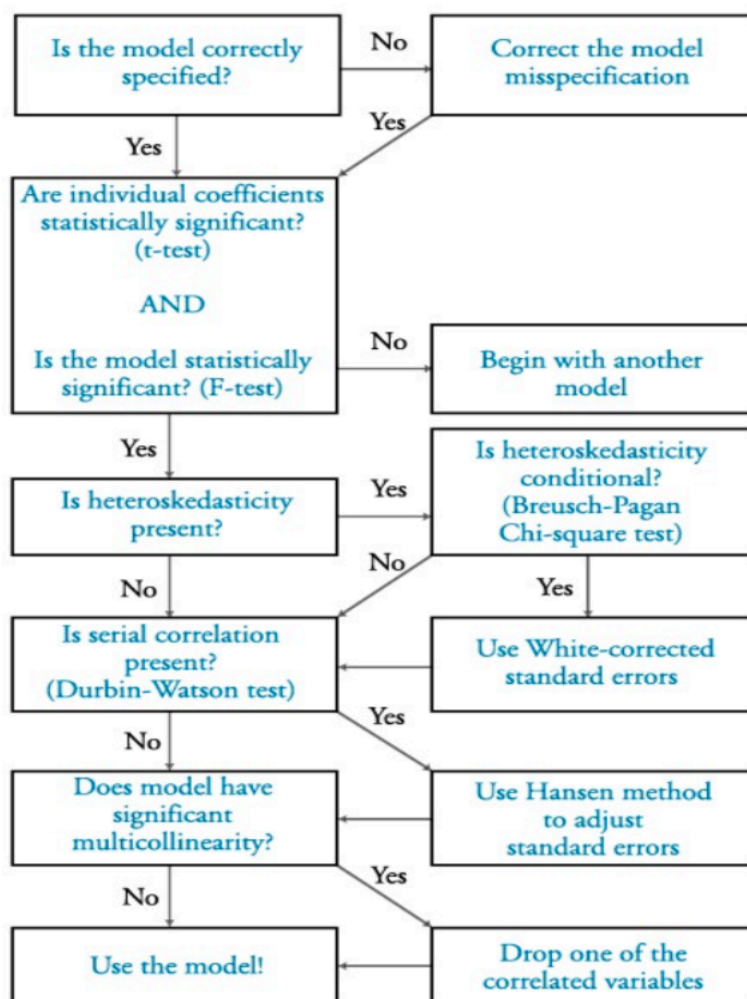 Is the model correctly
specified?
No
Correct the model
misspecification
Yes
Yes
Are individual coefficients
statistically significant?
(t-test)
AND
Is the model statistically
significant? (F-test)
No
Begin with another
model
Yes
Is heteroskedasticity
present?
Yes
Is heteroskedasticity
conditional?
(Breusch-Pagan
Chi-square test)
No
No
Yes
Is serial correlation
present?
(Durbin-Watson test)
Use White-corrected
standard errors
No
Yes
Does model have
significant
multicollinearity?
Use Hansen method
to adjust
standard errors
No
Yes
Use the model!
Drop one of the
correlated variables